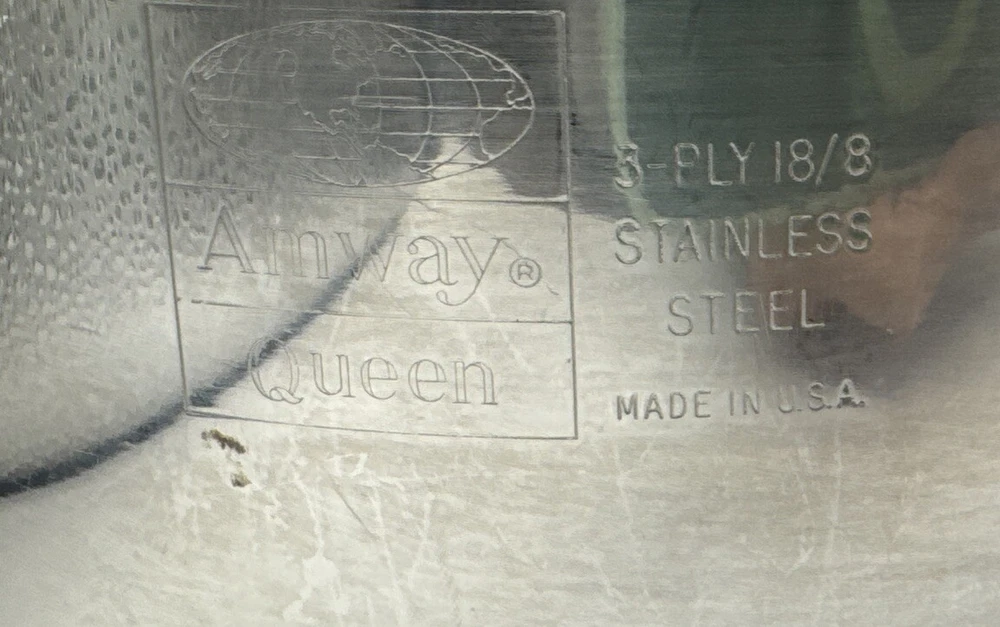 Amway®
Queen
3-PLY 18/8
STAINLESS
STEEL
MADE IN U.S.A.